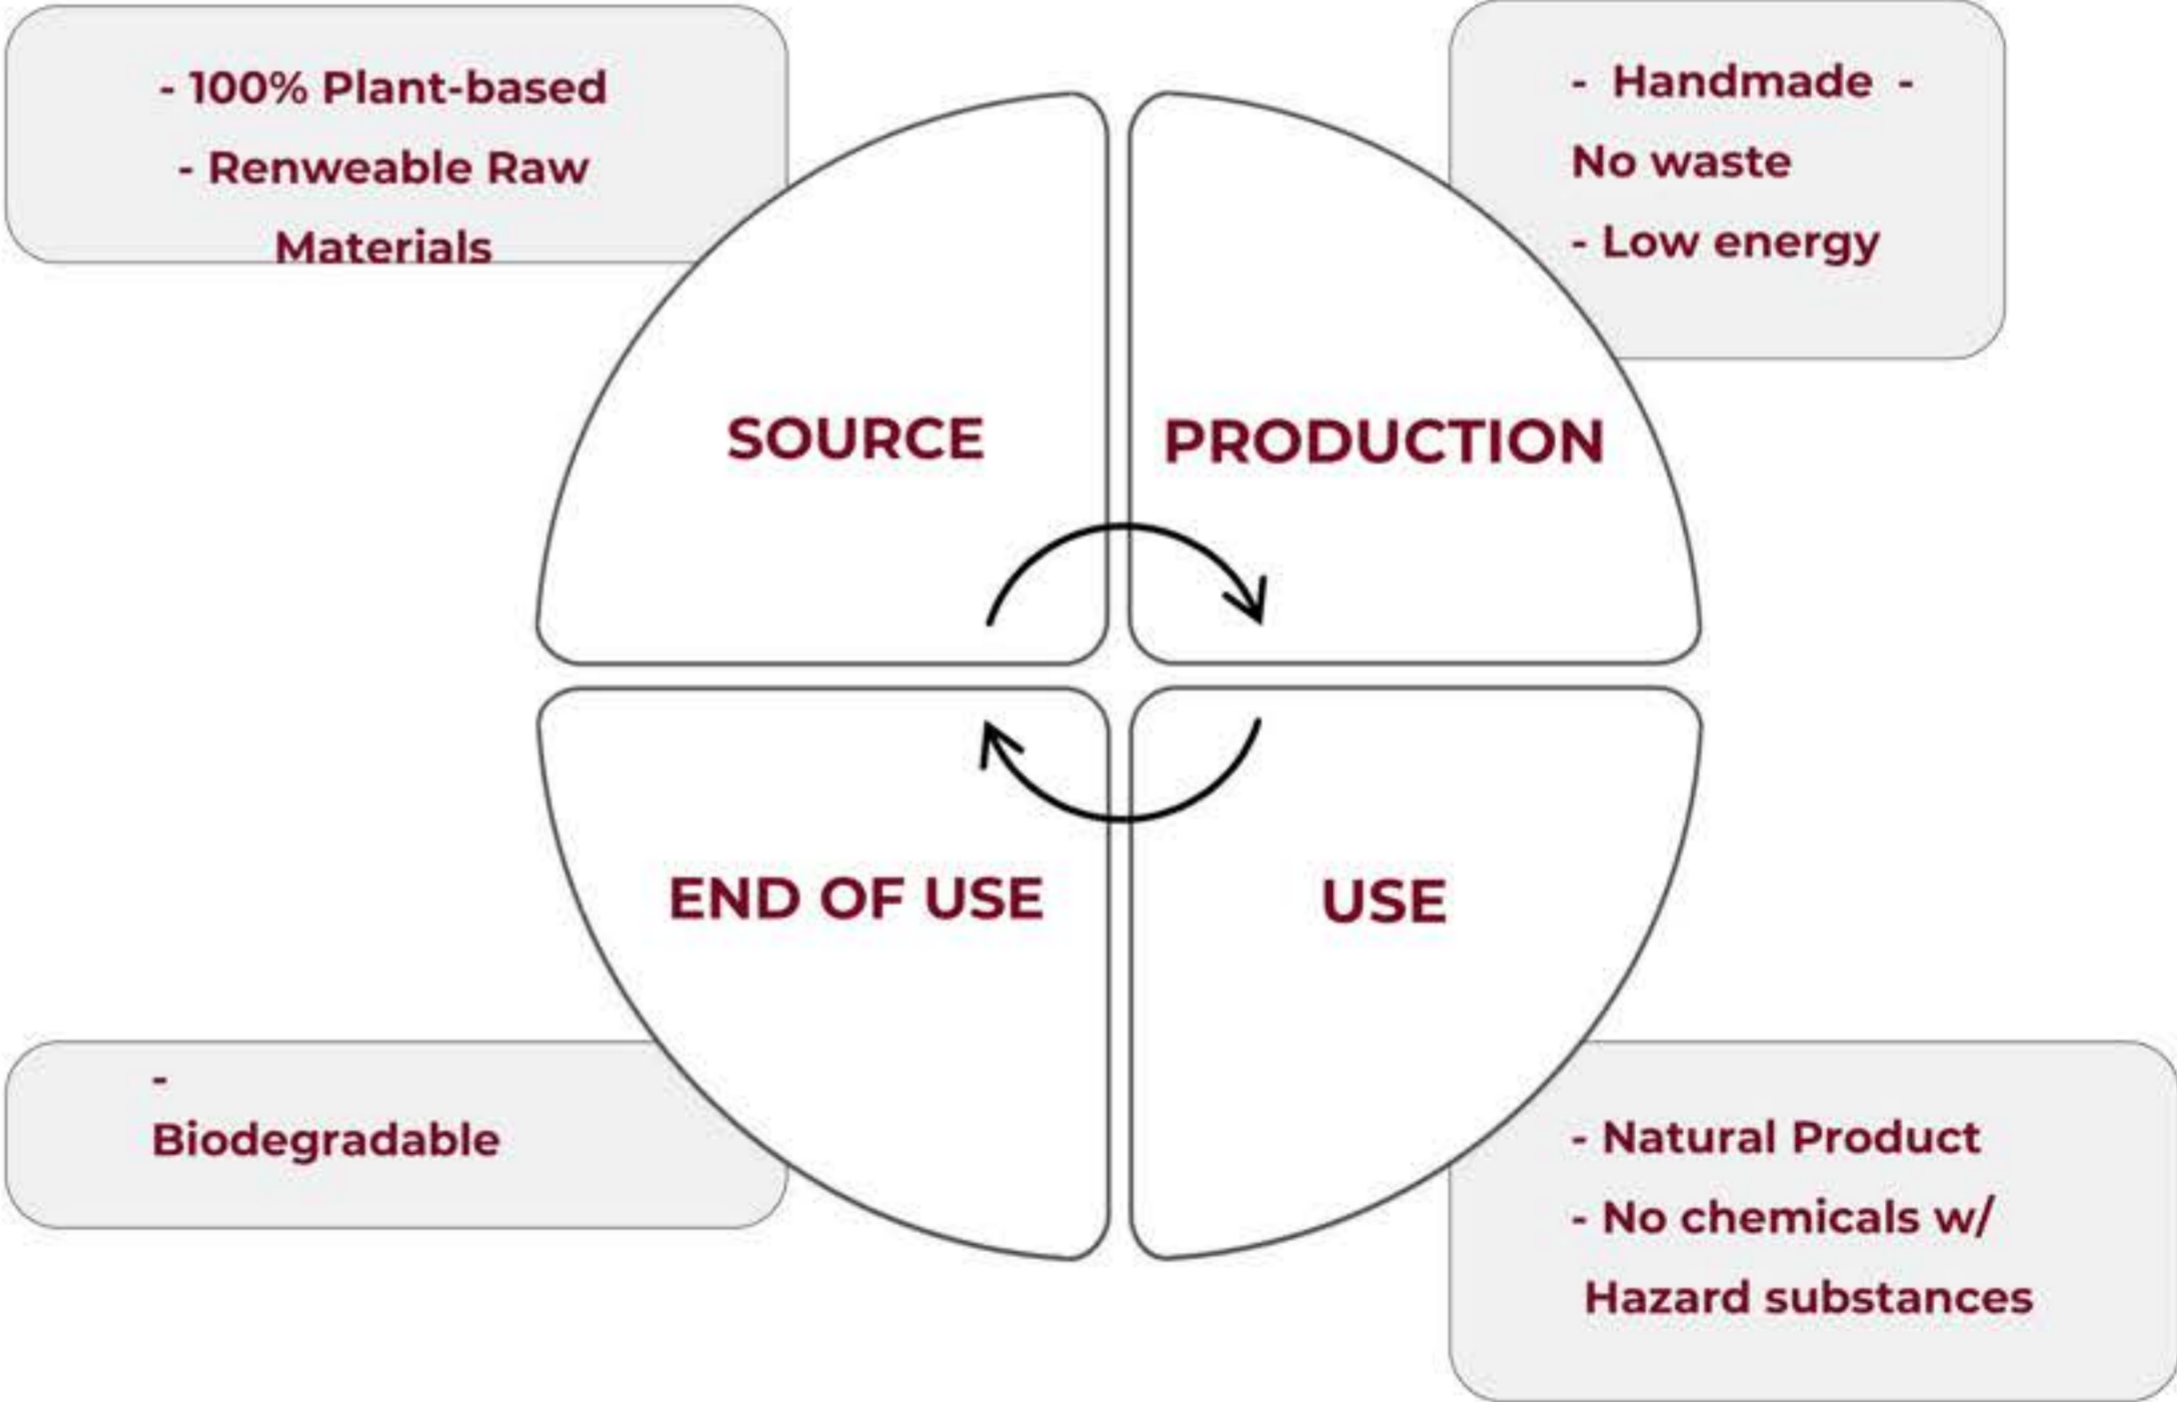 - 100% Plant-based
- Renweable Raw
Materials
- Handmade -
No waste
- Low energy
SOURCE
PRODUCTION
END OF USE
USE
-
Biodegradable
- Natural Product
- No chemicals w/
Hazard substances